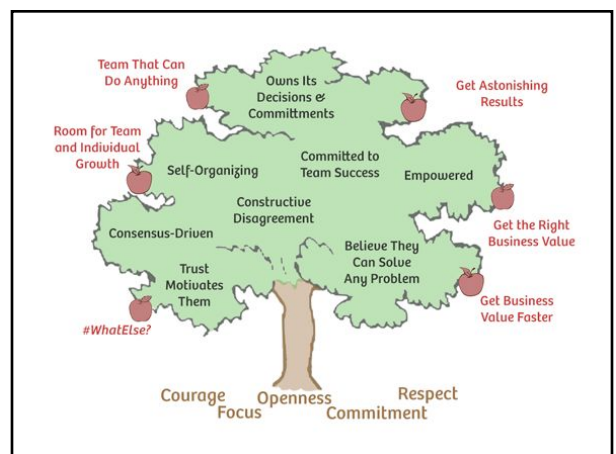 Team That Can
Do Anything
Owns Its
Decisions &
Committments
Get Astonishing
Results
Room for Team
and Individual
Growth
Self-Organizing
Committed to
Team Success
Empowered
Constructive
Disagreement
Consensus-Driven
Get the Right
Business Value
Believe They
Can Solve
Any Problem
Trust
Motivates
Them
Get Business
Value Faster
#WhatElse?
Courage
Focus
Openness
Commitment
Respect